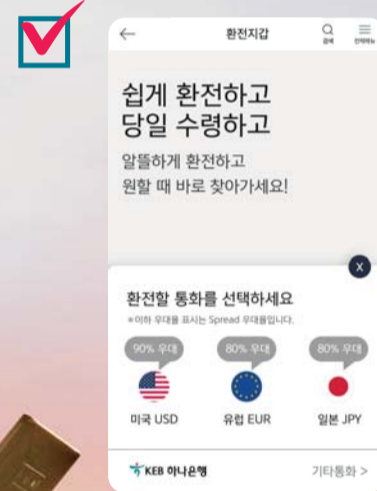 환전지갑
검색
전체메뉴
쉽게 환전하고
당일 수령하고
알뜰하게 환전하고
원할 때 바로 찾아가세요!
X
환전할 통화를 선택하세요
※이하 우대율 표시는 Spread 우대율입니다.
90% 우대
80% 우대
80% 우대
미국 USD
유럽 EUR
일본 JPY
KEB 하나은행
기타통화 >